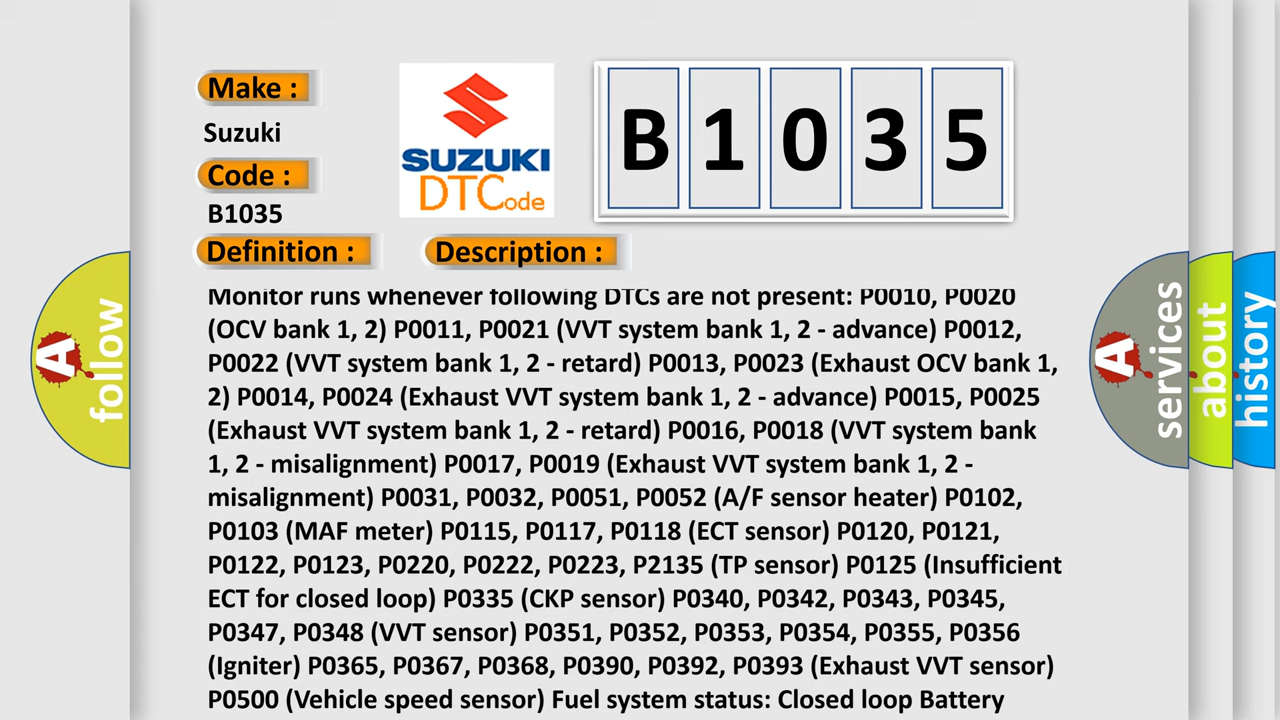 Make :
Suzuki
Code :
B1035
SUZUKI
DTCode
B1035
Definition :
Description :
Monitor runs whenever following DTCs are not present: P0010, P0020
(OCV bank 1, 2) P0011, P0021 (VVT system bank 1, 2 - advance) P0012,
P0022 (VVT system bank 1, 2 - retard) P0013, P0023 (Exhaust OCV bank 1,
2) P0014, P0024 (Exhaust VVT system bank 1, 2 - advance) P0015, P0025
(Exhaust VVT system bank 1, 2 - retard) P0016, P0018 (VVT system bank
1, 2 - misalignment) P0017, P0019 (Exhaust VVT system bank 1, 2 -
misalignment) P0031, P0032, P0051, P0052 (A/F sensor heater) P0102,
P0103 (MAF meter) P0115, P0117, P0118 (ECT sensor) P0120, P0121,
P0122, P0123, P0220, P0222, P0223, P2135 (TP sensor) P0125 (Insufficient
ECT for closed loop) P0335 (CKP sensor) P0340, P0342, P0343, P0345,
P0347, P0348 (VVT sensor) P0351, P0352, P0353, P0354, P0355, P0356
(Igniter) P0365, P0367, P0368, P0390, P0392, P0393 (Exhaust VVT sensor)
P0500 (Vehicle speed sensor) Fuel system status: Closed loop Battery
A
follow
A
services
about
history